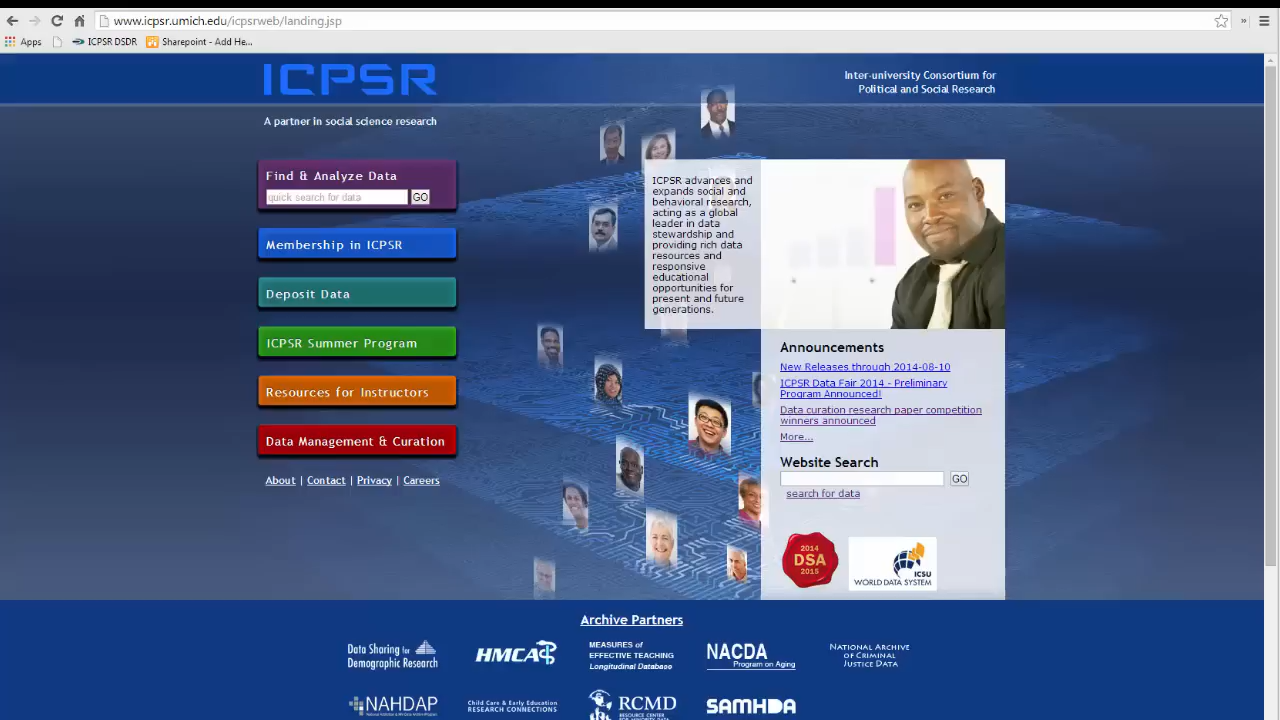 www.icpsr.umich.edu/icpsrweb/landing.jsp
»
Apps
ICPSR DSDR
Sharepoint - Add He...
ICPSR
Inter-university Consortium for
Political and Social Research
A partner in social science research
Find & Analyze Data
quick search for data GO
Membership in ICPSR
Deposit Data
ICPSR Summer Program
Resources for Instructors
Data Management & Curation
About | Contact | Privacy | Careers
ICPSR advances and
expands social and
behavioral research,
acting as a global
leader in data
stewardship and
providing rich data
resources and
responsive
educational
opportunities for
present and future
generations.
Announcements
New Releases through 2014-08-10
ICPSR Data Fair 2014 - Preliminary
Program Announced!
Data curation research paper competition
winners announced
More...
Website Search
GO
search for data
2014
DSA
2015
ICSU
WORLD DATA SYSTEM
Archive Partners
Data Sharing for
Demographic Research
HMCA
MEASURES of
EFFECTIVE TEACHING
Longitudinal Database
NACDA
Program on Aging
NATIONAL ARCHIVE
OF CRIMINAL
JUSTICE DATA
NAHDAP
Child Care & Early Education
RESEARCH CONNECTIONS
RCMD
RESOURCE CENTER
SAMHDA